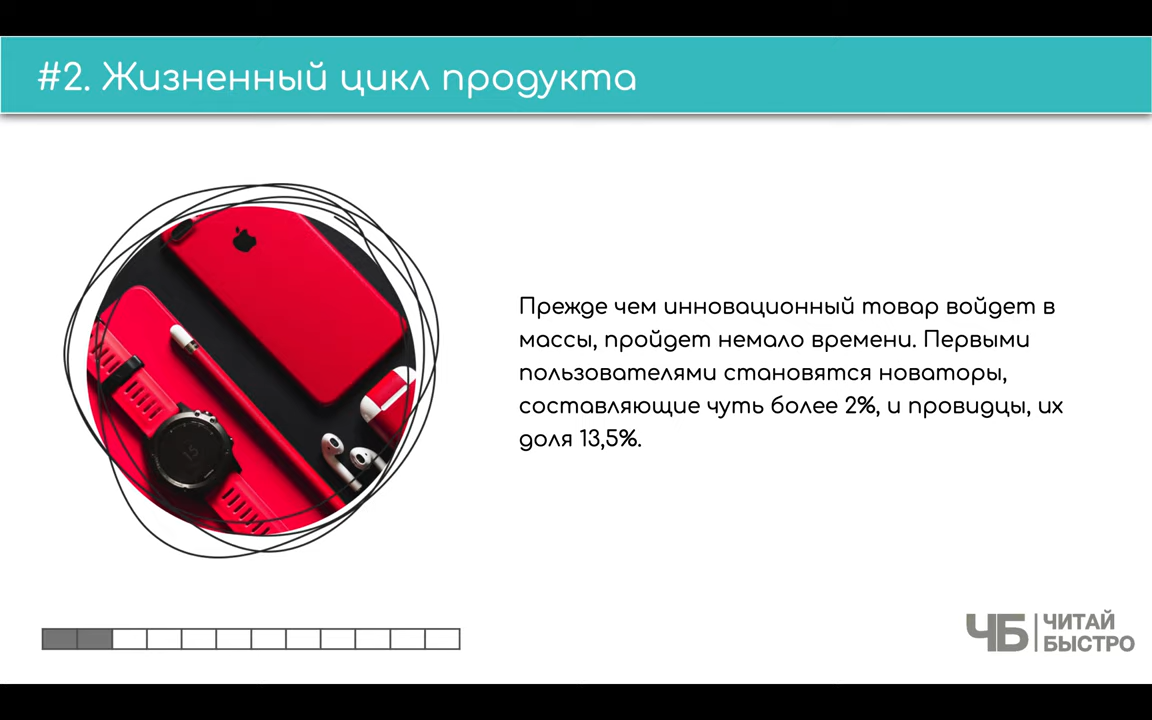 #2. Жизненный цикл продукта
Прежде чем инновационный товар войдет в
массы, пройдет немало времени. Первыми
пользователями становятся новаторы,
составляющие чуть более 2%, и провидцы, их
доля 13,5%.
15
ЧБ ЧИТАЙ
БЫСТРО